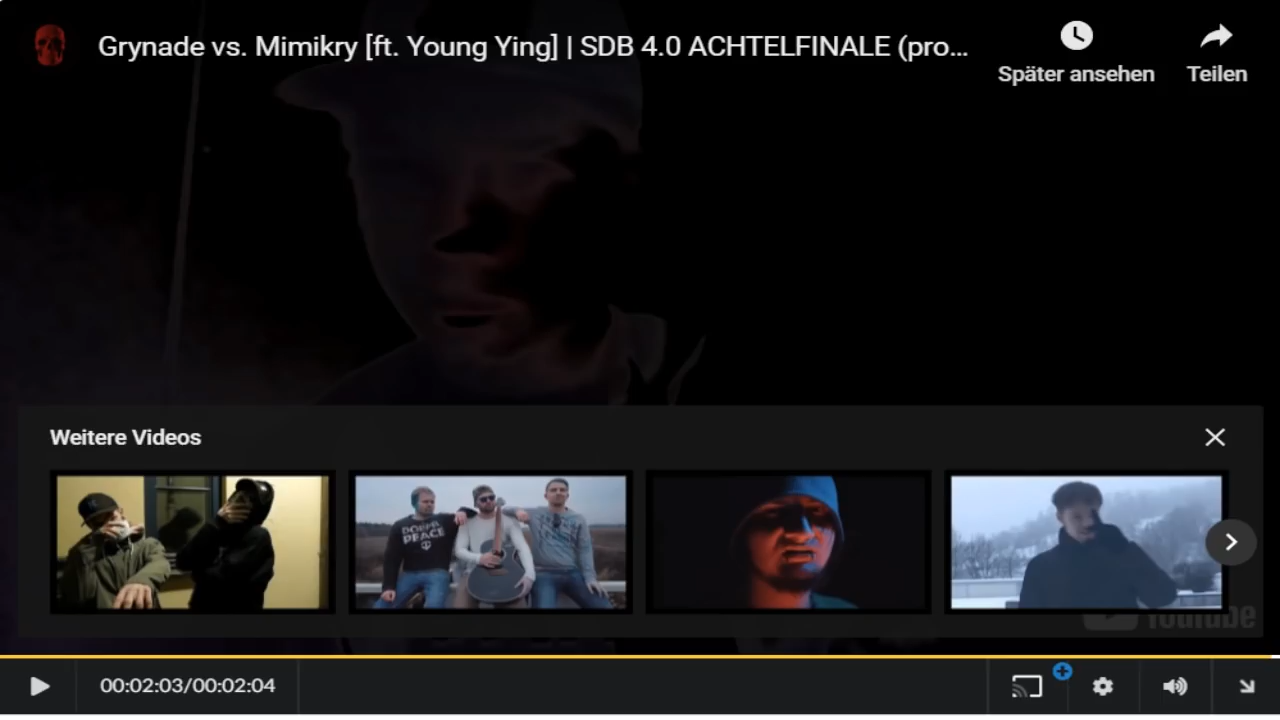 Grynade vs. Mimikry [ft. Young Ying] | SDB 4.0 ACHTELFINALE (pro...
Später ansehen
Teilen
Weitere Videos
PEACE
YouTube
00:02:03/00:02:04